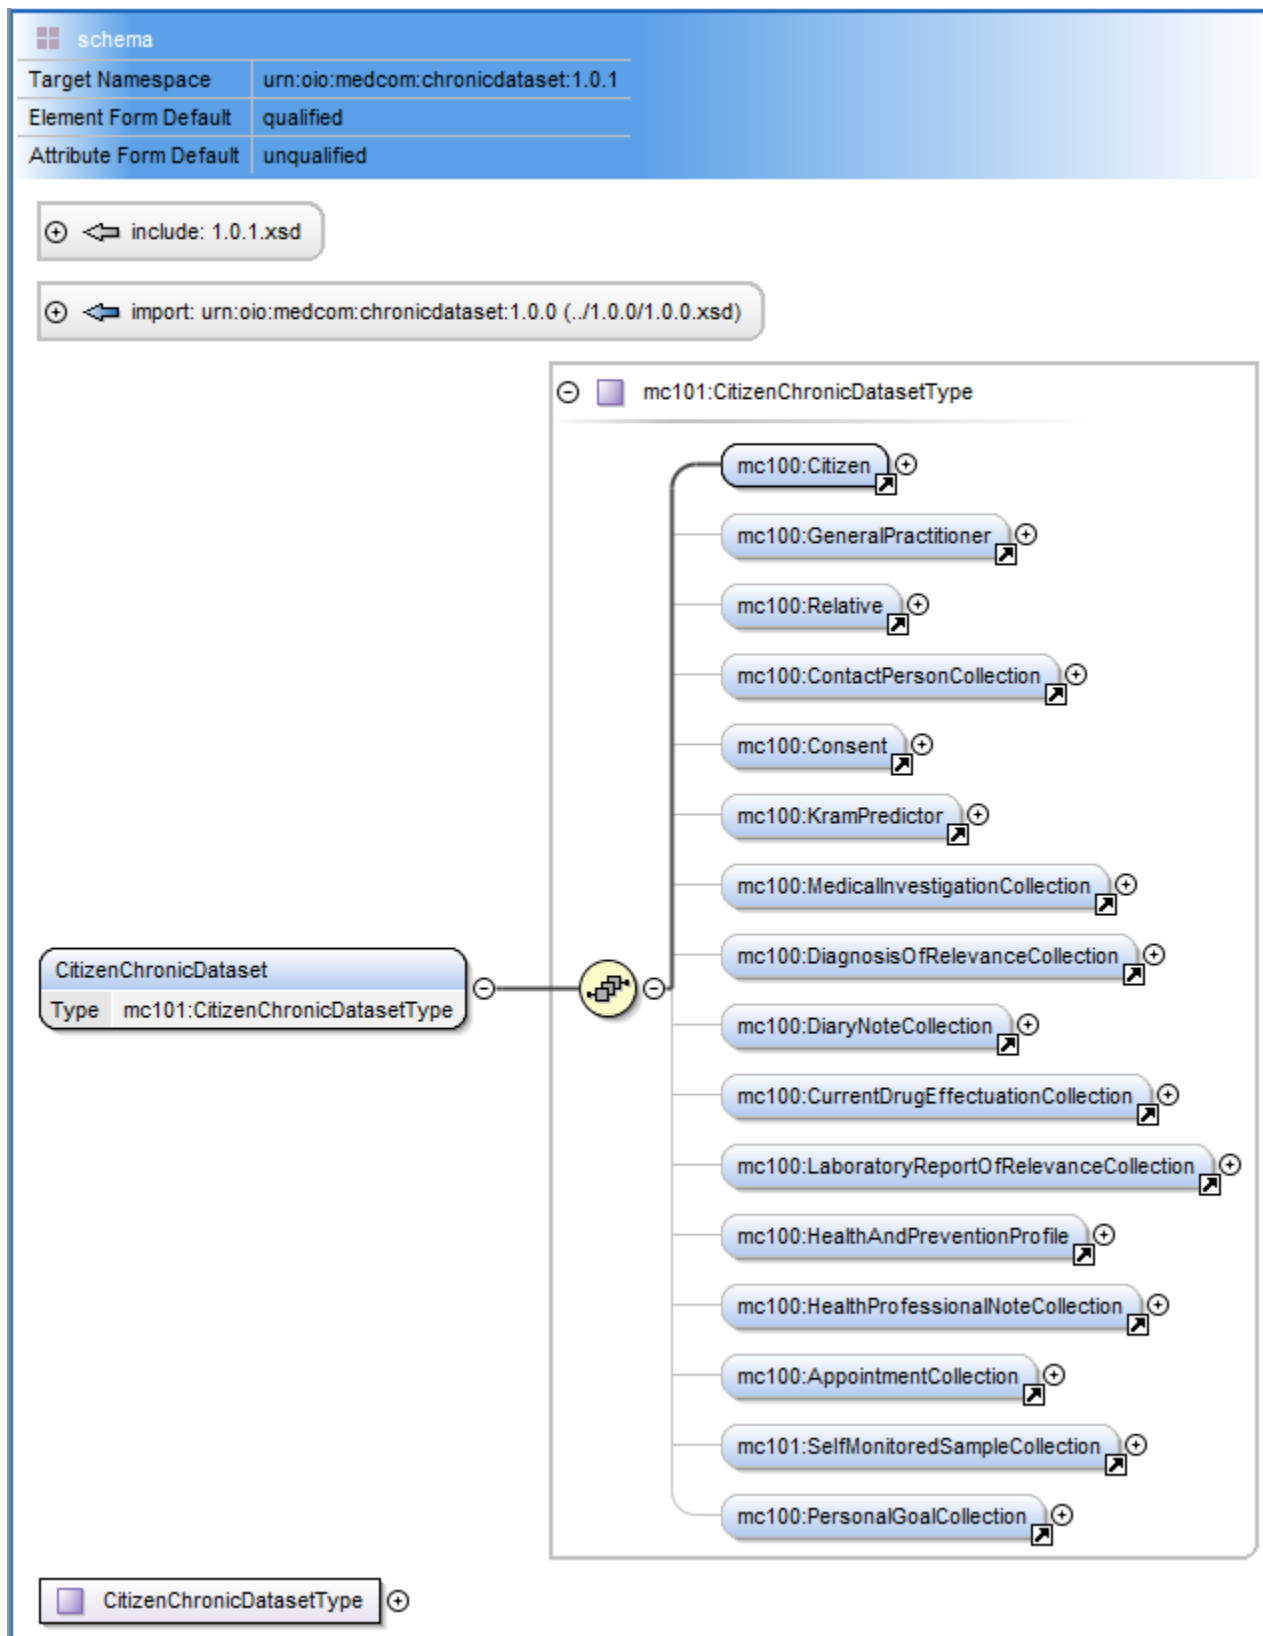 schema
Target Namespace urn:oio:medcom:chronicdataset:1.0.1
Element Form Default qualified
Attribute Form Default unqualified
include: 1.0.1.xsd
import: urn:oio:medcom:chronicdataset:1.0.0 (../1.0.0/1.0.0.xsd)
mc101:CitizenChronicDatasetType
mc100:Citizen
mc100:GeneralPractitioner
mc100:Relative
mc100:ContactPersonCollection
mc100:Consent
mc100:KramPredictor
mc100:MedicalInvestigationCollection
mc100:DiagnosisOfRelevanceCollection
CitizenChronicDataset
Type mc101:CitizenChronicDatasetType
mc100:DiaryNoteCollection
mc100:CurrentDrugEffectuationCollection
mc100:LaboratoryReportOfRelevanceCollection
mc100:HealthAndPreventionProfile
mc100:HealthProfessionalNoteCollection
mc100:AppointmentCollection
mc101:SelfMonitoredSampleCollection
mc100:PersonalGoalCollection
CitizenChronicDatasetType